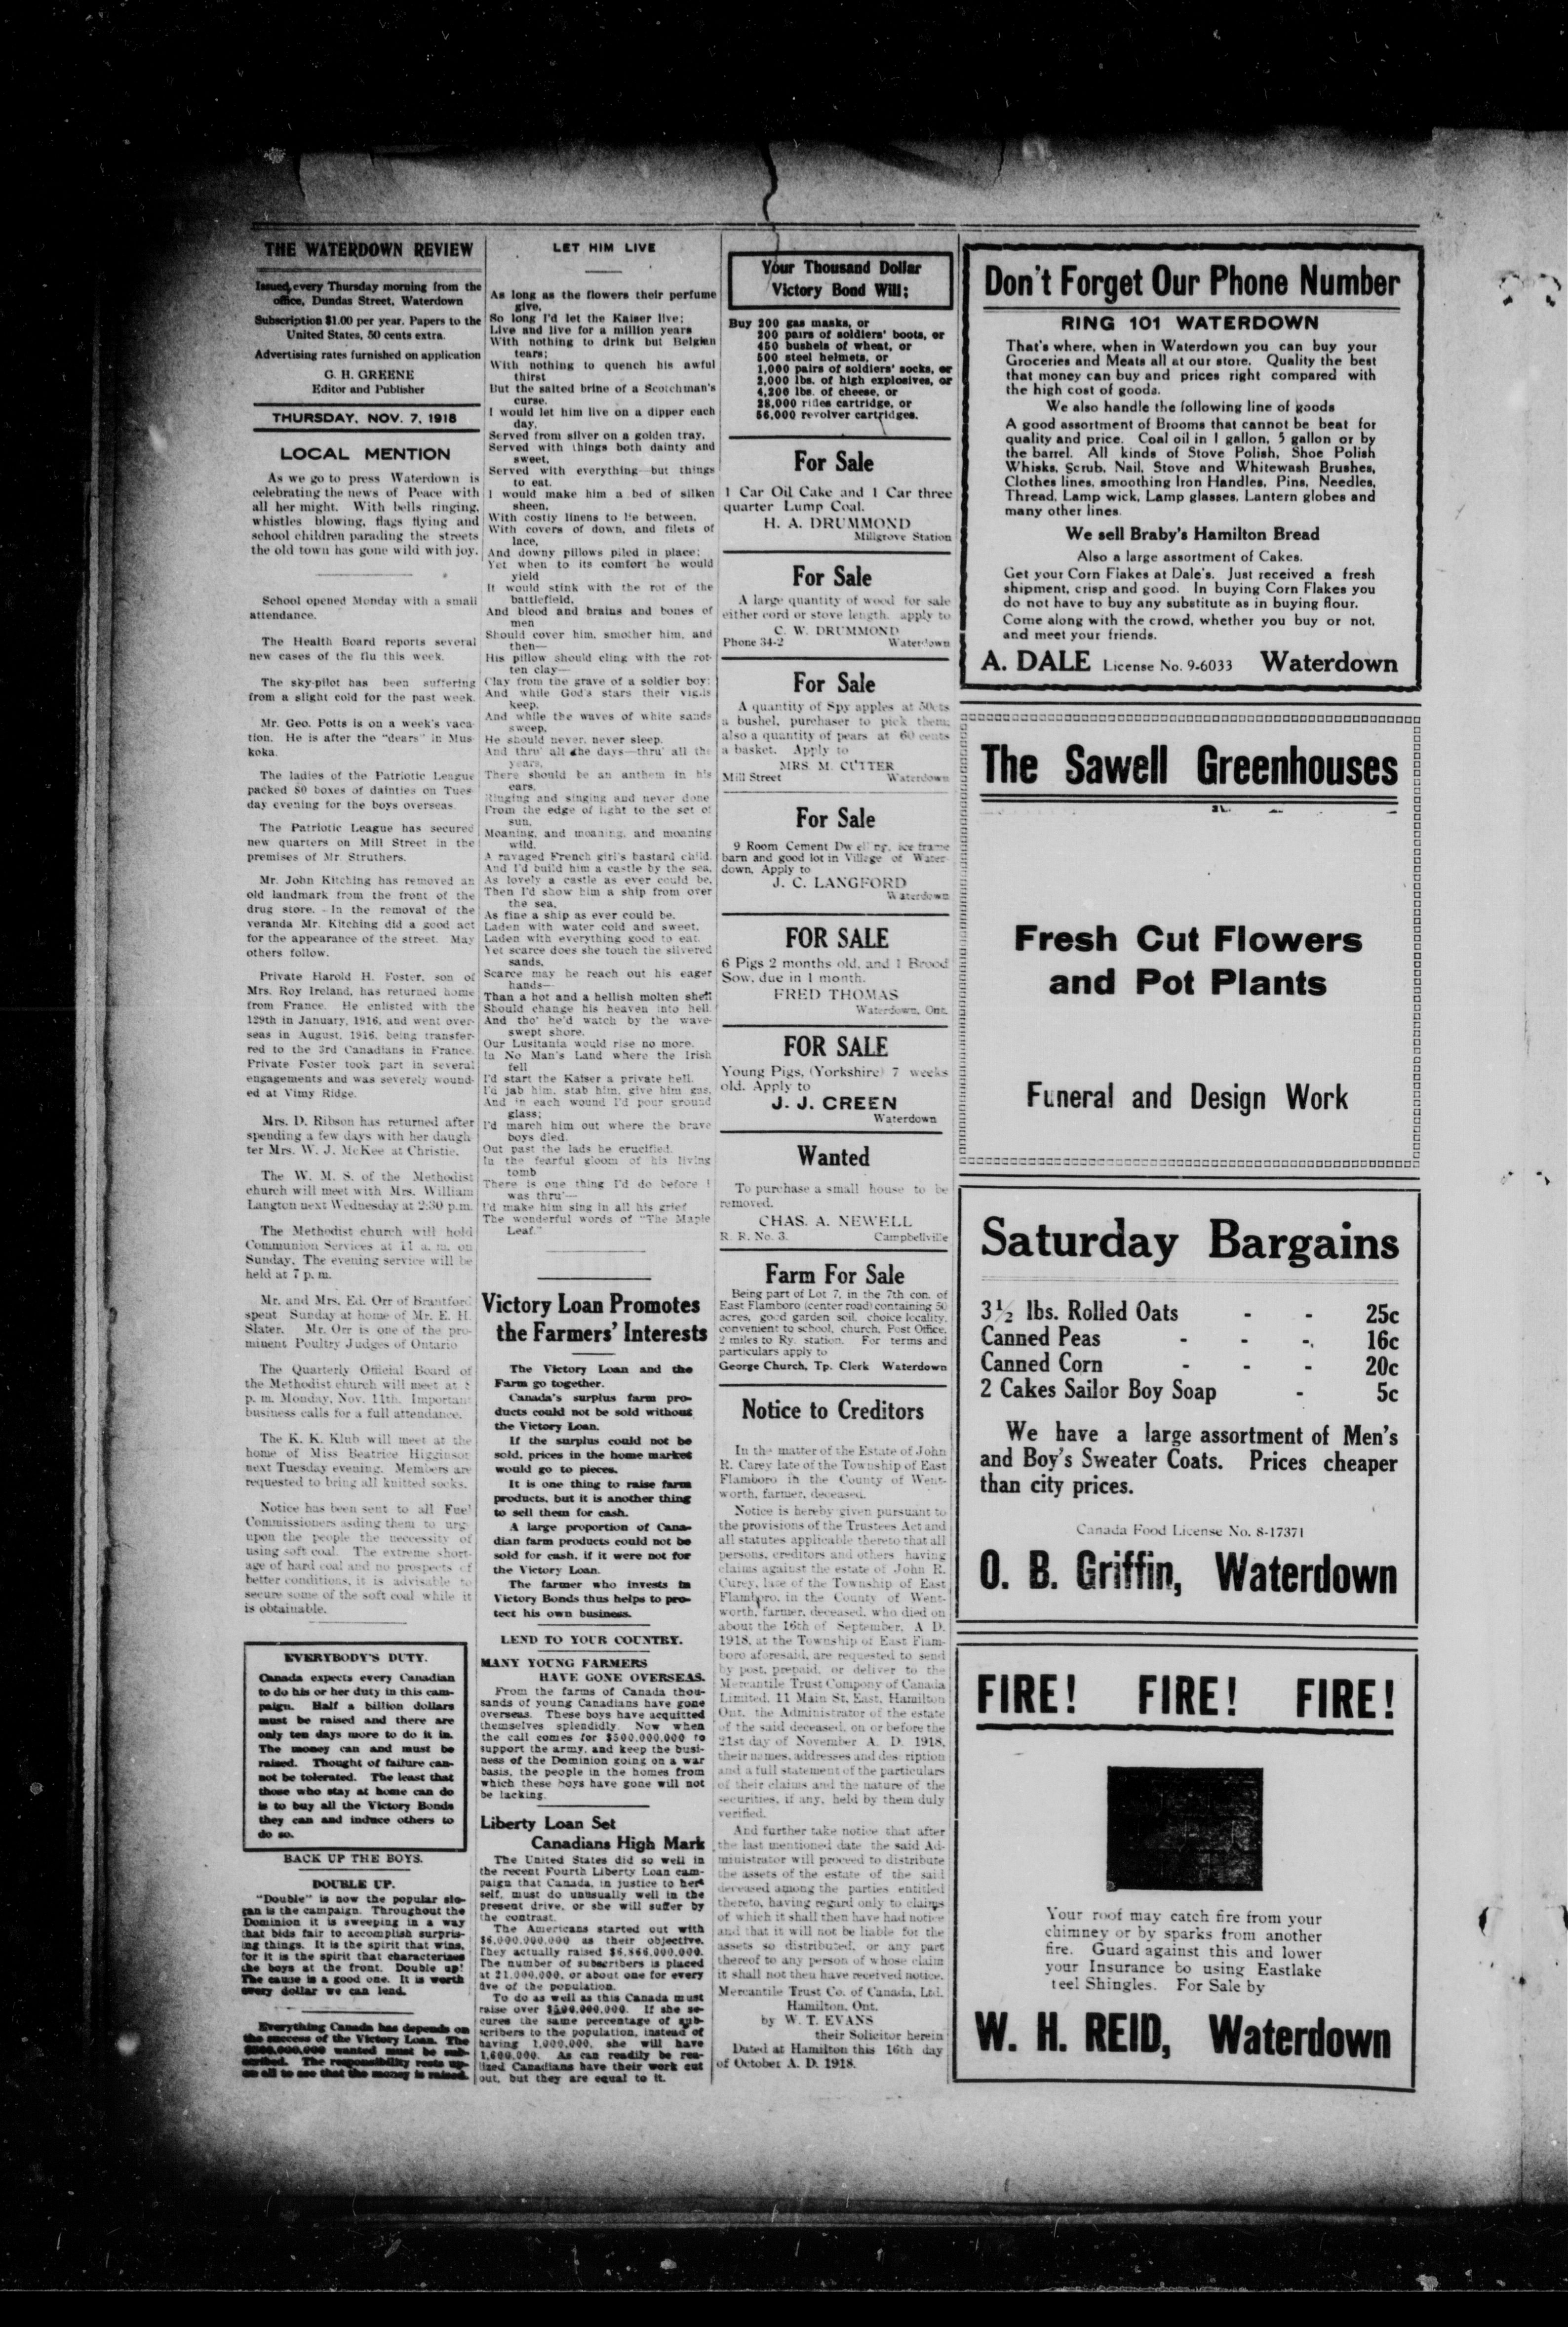 THE WATERDOWN REVIEW
Issued every Thursday morning from the
office, Dundas Street, Waterdown
Subscription $1.00 per year. Papers to the
United States, 50 cents extra.
Advertising rates furnished on application
G. H. GREENE
Editor and Publisher
THURSDAY, NOV. 7, 1918
LOCAL MENTION
As we go to press Waterdown is
celebrating the news of Peace with
all her might. With bells ringing,
whistles blowing, flags flying and
school children parading the streets
the old town has gone wild with joy.
School opened Monday with a small
attendance.
The Health Board reports several
new cases of the flu this week.
The sky-pilot has been suffering
from a slight cold for the past week.
Mr. Geo. Potts is on a week's vaca
tion. He is after the "dears" in Mus
koka.
The ladies of the Patriotic League
packed 80 boxes of dainties on Tues
day evening for the boys overseas.
The Patriotic League has secured
new quarters on Mill Street in the
premises of Mr. Struthers.
Mr. John Kitching has removed an
old landmark from the front of the
drug store. In the removal of the
veranda Mr. Kitching did a good act
for the appearance of the street. May
others follow.
Private Harold H. Foster, son of
Mrs. Roy Ireland, has returned home
from France. He enlisted with the
129th in January, 1916, and went over-
seas in August, 1916, being transfer-
red to the 3rd Canadians in France.
Private Foster took part in several
engagements and was severely wound-
ed at Vimy Ridge.
Mrs. D. Ribson has returned after
spending a few days with her daugh
ter Mrs. W. J. McKee at Christie.
The W. M. S. of the Methodist
church will meet with Mrs. William
Langton next Wednesday at 2:30 p.m.
The Methodist church will hold
Communion Services at 11 a. m. on
Sunday. The evening service will be
held at 7 p. m.
Mr. and Mrs. Ed. Orr of Brantford
spent Sunday at home of Mr. E. H.
Slater. Mr. Orr is one of the pro-
minent Poultry Judges of Ontario
The Quarterly Official Board of
the Methodist church will meet at 8
p. m. Monday, Nov. 11th. Important
business calls for a full attendance.
The K. K. Klub will meet at the
home of Miss Beatrice Higginson
next Tuesday evening. Members are
requested to bring all knitted socks.
Notice has been sent to all Fuel
Commissioners asding them to urg
upon the people the necessity of
using soft coal. The extreme short-
age of hard coal and no prospects of
better conditions, it is advisable to
secure some of the soft coal while it
is obtainable.
EVERYBODY'S DUTY.
Canada expects every Canadian
to do his or her duty in this cam-
paign. Half a billion dollars
must be raised and there are
only ten days more to do it in.
The money can and must be
raised. Thought of failure can-
not be tolerated. The least that
those who stay at home can do
is to buy all the Victory Bonds
they can and induce others to
do so.
BACK UP THE BOYS.
DOUBLE UP.
"Double" is now the popular slo-
gan is the campaign. Throughout the
Dominion it is sweeping in a way
that bids fair to accomplish surpris-
ing things. It is the spirit that wins,
for it is the spirit that characterizes
the boys at the front. Double up!
The cause is a good one. It is worth
every dollar we can lend.
Everything Canada has depends on
the success of the Victory Loan. The
$500,000,000 wanted must be sub-
scribed. The responsibility rests up-
on all to see that the money is raised.
LET HIM LIVE
As long as the flowers their perfume
give,
So long I'd let the Kaiser live;
Live and live for a million years
With nothing to drink but Belgian
tears;
With nothing to quench his awful
thirst
But the salted brine of a Scotchman's
curse.
I would let him live on a dipper each
day,
Served from silver on a golden tray,
Served with things both dainty and
sweet,
Served with everything but things
to eat.
I would make him a bed of silken
sheen,
With costly linens to lie between,
With covers of down, and filets of
lace,
And downy pillows piled in place;
Yet when to its comfort he would
yield
It would stink with the rot of the
battlefield,
And blood and brains and bones of
men
Should cover him, smother him, and
then—
His pillow should cling with the rot-
ten clay—
Clay from the grave of a soldier boy;
And while God's stars their vigils
keep,
And while the waves of white sands
sweep,
He should never, never sleep.
And thru' all the days—thru' all the
years,
There should be an anthem in his
ears.
Ringing and singing and never done
From the edge of light to the set of
sun,
Moaning, and moaning, and moaning
wild.
A ravaged French girl's bastard child.
And I'd build him a castle by the sea,
As lovely a castle as ever could be,
Then I'd show him a ship from over
the sea,
As fine a ship as ever could be.
Laden with water cold and sweet,
Laden with everything good to eat.
Yet scarce does she touch the silvered
sands,
Scarce may he reach out his eager
hands—
Than a hot and a hellish molten shell
Should change his heaven into hell.
And tho' he'd watch by the wave-
swept shore,
Our Lusitania would rise no more.
In No Man's Land where the Irish
fell
I'd start the Kaiser a private hell.
I'd jab him, stab him, give him gas,
And in each wound I'd pour ground
glass;
I'd march him out where the brave
boys died.
Out past the lads he crucified.
In the fearful gloom of his living
tomb
There is one thing I'd do before I
was thru'—
I'd make him sing in all his grief
The wonderful words of "The Maple
Leaf."
Victory Loan Promotes
the Farmers' Interests
The Victory Loan and the
Farm go together.
Canada's surplus farm pro-
ducts could not be sold without
the Victory Loan.
If the surplus could not be
sold, prices in the home market
would go to pieces.
It is one thing to raise farm
products, but it is another thing
to sell them for cash.
A large proportion of Cana-
dian farm products could not be
sold for cash, if it were not for
the Victory Loan.
The farmer who invests in
Victory Bonds thus helps to pro-
tect his own business.
LEND TO YOUR COUNTRY.
MANY YOUNG FARMERS
HAVE GONE OVERSEAS.
From the farms of Canada thou-
sands of young Canadians have gone
overseas. These boys have acquitted
themselves splendidly. Now when
the call comes for $500,000,000 to
support the army, and keep the busi-
ness of the Dominion going on a war
basis, the people in the homes from
which these boys have gone will not
be lacking.
Liberty Loan Set
Canadians High Mark
The United States did so well in
the recent Fourth Liberty Loan cam-
paign that Canada, in justice to her-
self, must do unusually well in the
present drive, or she will suffer by
the contrast.
The Americans started out with
$6,000,000,000 as their objective.
They actually raised $6,866,000,000.
The number of subscribers is placed
at 21,000,000, or about one for every
five of the population.
To do as well as this Canada must
raise over $500,000,000. If she se-
cures the same percentage of sub-
scribers to the population, instead of
having 1,000,000, she will have
1,600,000. As can readily be rea-
lized Canadians have their work cut
out, but they are equal to it.
Your Thousand Dollar
Victory Bond Will;
Buy 200 gas masks, or
200 pairs of soldiers' boots, or
450 bushels of wheat, or
500 steel helmets, or
1,000 pairs of soldiers' socks, or
2,000 lbs. of high explosives, or
4,200 lbs. of cheese, or
28,000 rifles cartridge, or
56,000 revolver cartridges.
For Sale
1 Car Oil Cake and 1 Car three
quarter Lump Coal.
H. A. DRUMMOND
Millgrove Station
For Sale
A large quantity of wood for sale
either cord or stove length. apply to
C. W. DRUMMOND
Phone 34-2 Waterdown
For Sale
A quantity of Spy apples at 50cts
a bushel, purchaser to pick them,
also a quantity of pears at 60 cents
a basket. Apply to
MRS. M. CUTTER
Mill Street Waterdown
For Sale
9 Room Cement Dwelling, ice frame
barn and good lot in Village of Water
down. Apply to
J. C. LANGFORD
Waterdown
FOR SALE
6 Pigs 2 months old, and 1 Brood
Sow, due in 1 month.
FRED THOMAS
Waterdown, Ont.
FOR SALE
Young Pigs, (Yorkshire) 7 weeks
old. Apply to
J. J. CREEN
Waterdown
Wanted
To purchase a small house to be
removed.
CHAS. A. NEWELL
R. R. No. 3. Campbellville
Farm For Sale
Being part of Lot 7, in the 7th con. of
East Flamboro (center road) containing 50
acres, good garden soil, choice locality,
convenient to school, church, Post Office,
2 miles to Ry. station. For terms and
particulars apply to
George Church, Tp. Clerk Waterdown
Notice to Creditors
In the matter of the Estate of John
R. Carey late of the Township of East
Flamboro in the County of Went-
worth, farmer, deceased.
Notice is hereby given pursuant to
the provisions of the Trustees Act and
all statutes applicable thereto that all
persons, creditors and others having
claims against the estate of John R.
Curey, late of the Township of East
Flamboro, in the County of Went-
worth, farmer, deceased, who died on
about the 16th of September, A D.
1918, at the Township of East Flam-
boro aforesaid, are requested to send
by post, prepaid, or deliver to the
Mercantile Trust Compony of Canada
Limited, 11 Main St. East, Hamilton
Ont. the Administrator of the estate
of the said deceased, on or before the
21st day of November A. D. 1918,
their names, addresses and des ription
and a full statement of the particulars
of their claims and the nature of the
securities, if any, held by them duly
verified.
And further take notice that after
the last mentioned date the said Ad-
ministrator will proceed to distribute
the assets of the estate of the said
deceased among the parties entitled
thereto, having regard only to claims
of which it shall then have had notice
and that it will not be liable for the
assets so distributed, or any part
thereof to any person of whose claim
it shall not then have received notice.
Mercantile Trust Co. of Canada, Ltd.
Hamilton, Ont.
by W. T. EVANS
their Solicitor herein
Dated at Hamilton this 16th day
of October A. D. 1918.
Don't Forget Our Phone Number
RING 101 WATERDOWN
That's where, when in Waterdown you can buy your
Groceries and Meats all at our store. Quality the best
that money can buy and prices right compared with
the high cost of goods.
We also handle the following line of goods
A good assortment of Brooms that cannot be beat for
quality and price. Coal oil in 1 gallon, 5 gallon or by
the barrel. All kinds of Stove Polish, Shoe Polish
Whisks, Scrub, Nail, Stove and Whitewash Brushes,
Clothes lines, smoothing Iron Handles, Pins, Needles,
Thread, Lamp wick, Lamp glasses, Lantern globes and
many other lines.
We sell Braby's Hamilton Bread
Also a large assortment of Cakes.
Get your Corn Flakes at Dale's. Just received a fresh
shipment, crisp and good. In buying Corn Flakes you
do not have to buy any substitute as in buying flour.
Come along with the crowd, whether you buy or not,
and meet your friends.
A. DALE License No. 9-6033 Waterdown
The Sawell Greenhouses
Fresh Cut Flowers
and Pot Plants
Funeral and Design Work
Saturday Bargains
3½ lbs. Rolled Oats - - 25c
Canned Peas - - - 16c
Canned Corn - - - 20c
2 Cakes Sailor Boy Soap - 5c
We have a large assortment of Men's
and Boy's Sweater Coats. Prices cheaper
than city prices.
Canada Food License No. 8-17371
O. B. Griffin, Waterdown
FIRE! FIRE! FIRE!
Your roof may catch fire from your
chimney or by sparks from another
fire. Guard against this and lower
your Insurance bo using Eastlake
teel Shingles. For Sale by
W. H. REID, Waterdown